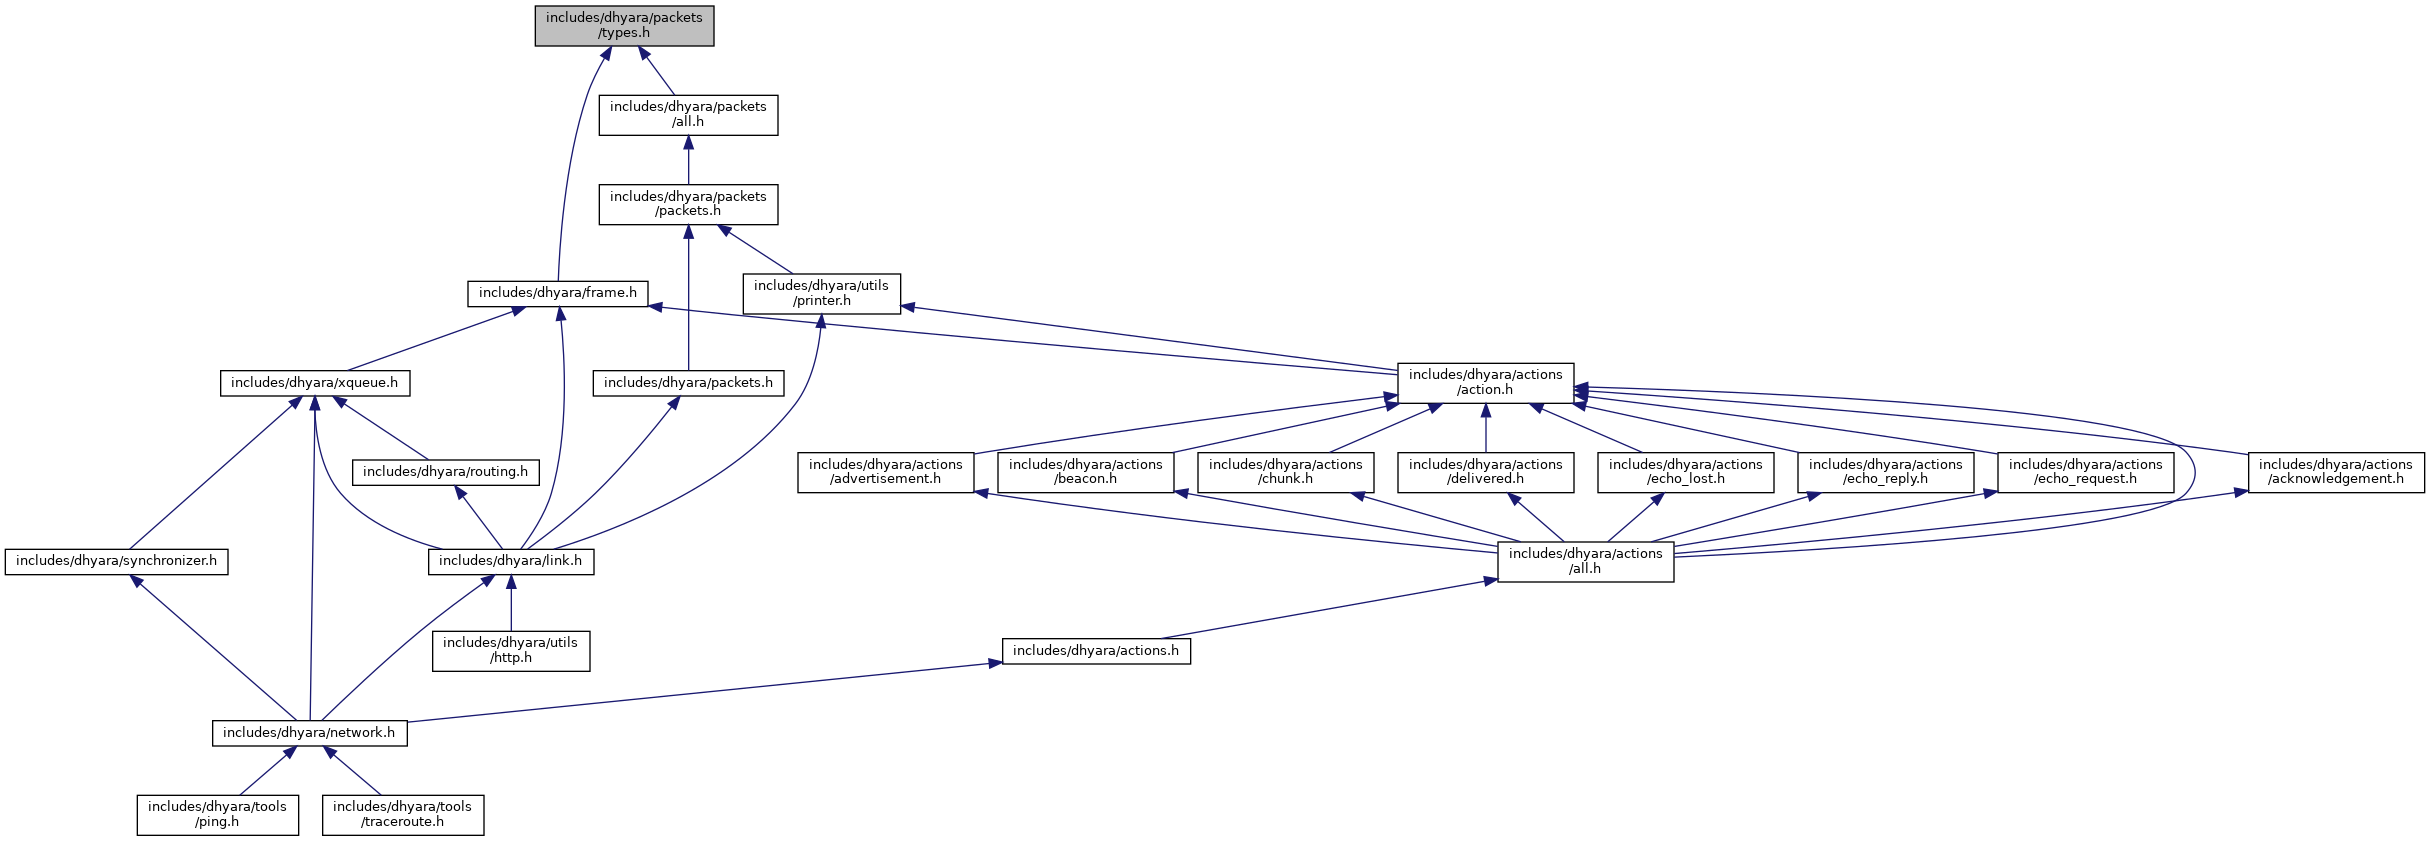 includes/dhyara/packets
/types.h
includes/dhyara/packets
/all.h
includes/dhyara/packets
/packets.h
includes/dhyara/frame.h
includes/dhyara/utils
/printer.h
includes/dhyara/xqueue.h
includes/dhyara/packets.h
includes/dhyara/actions
/action.h
includes/dhyara/routing.h
includes/dhyara/actions
/advertisement.h
includes/dhyara/actions
/beacon.h
includes/dhyara/actions
/chunk.h
includes/dhyara/actions
/delivered.h
includes/dhyara/actions
/echo_lost.h
includes/dhyara/actions
/echo_reply.h
includes/dhyara/actions
/echo_request.h
includes/dhyara/actions
/acknowledgement.h
includes/dhyara/synchronizer.h
includes/dhyara/link.h
includes/dhyara/actions
/all.h
includes/dhyara/utils
/http.h
includes/dhyara/actions.h
includes/dhyara/network.h
includes/dhyara/tools
/ping.h
includes/dhyara/tools
/traceroute.h